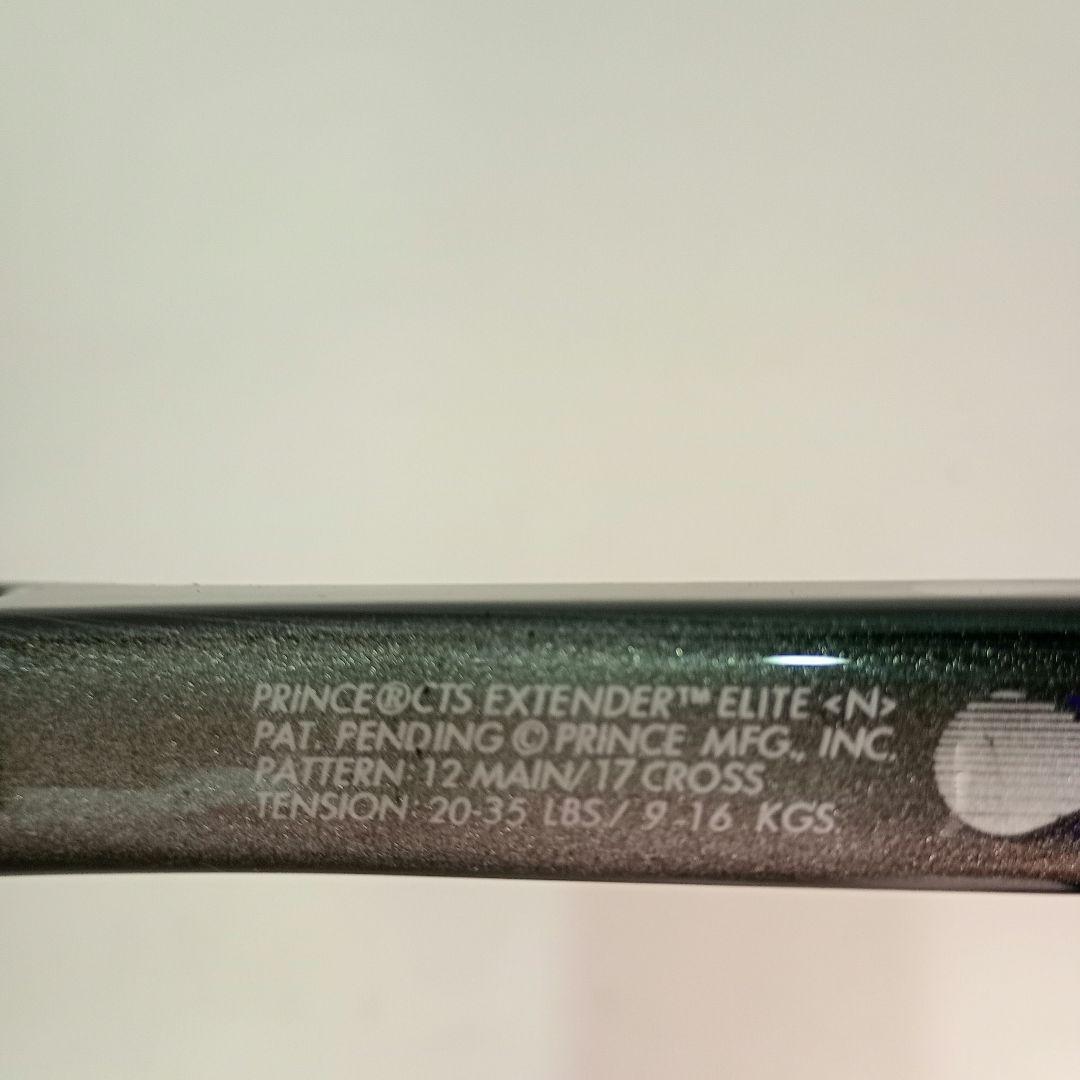 PRINCE®CTS EXTENDER™ ELITE <N>
PAT. PENDING © PRINCE MFG., INC.
PATTERN: 12 MAIN/17 CROSS
TENSION: 20-35 LBS/ 9-16 KGS.